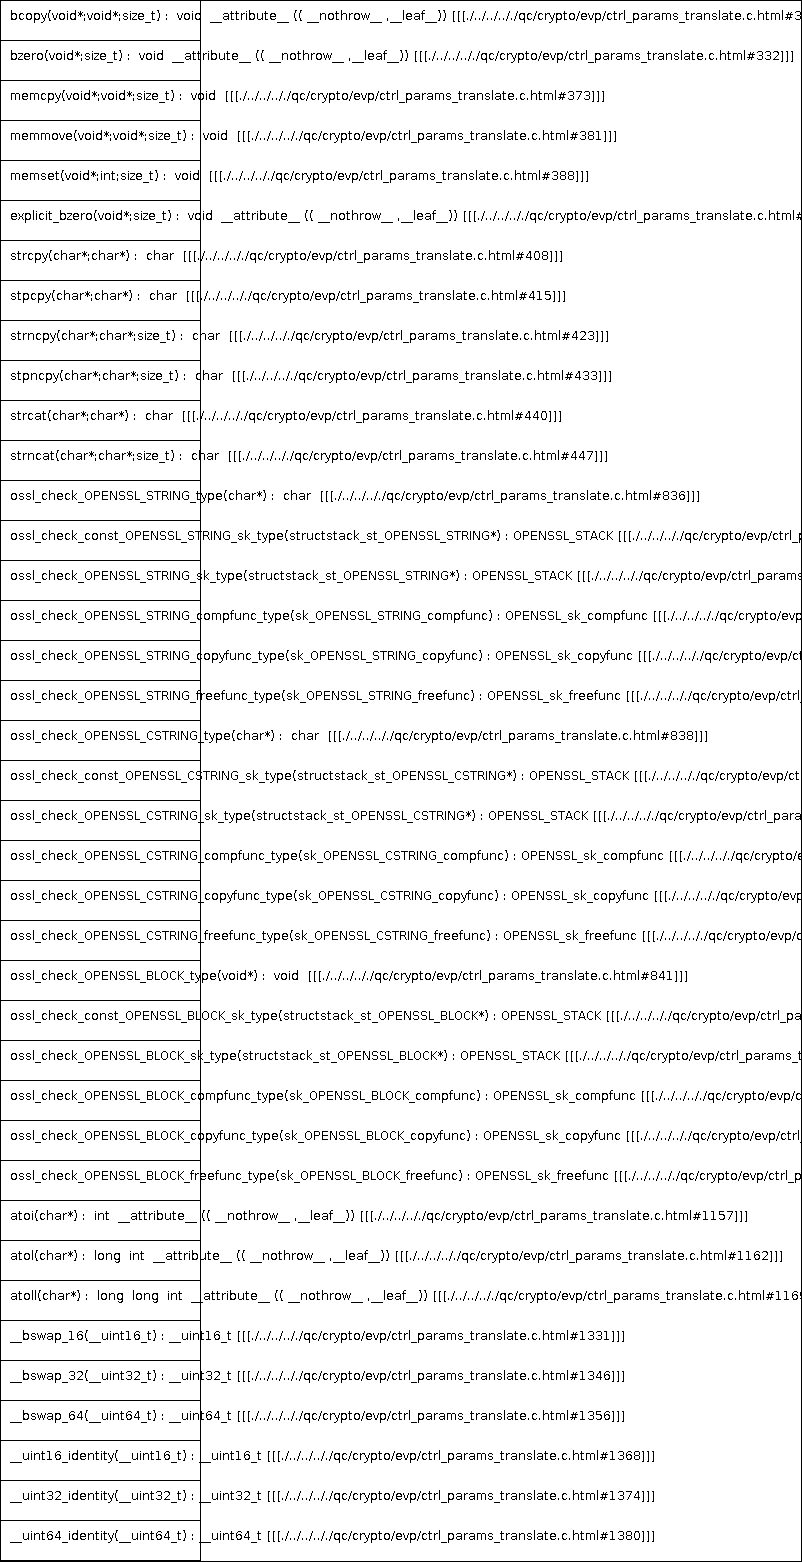 bcopy(void*;void*;size_t) : void __attribute__ (( __nothrow__ ,__leaf__)) [[[./../../../qc/crypto/evp/ctrl_params_translate.c.html#3
bzero(void*;size_t) : void __attribute__ (( __nothrow__ ,__leaf__)) [[[./../../././qc/crypto/evp/ctrl_params_translate.c.html#332]]]
memcpy(void*;void*;size_t) : void [[[./../../././qc/crypto/evp/ctrl_params_translate.c.html#373]]]
memmove(void*;void*;size_t) : void [[[./../../././qc/crypto/evp/ctrl_params_translate.c.html#381]]]
memset(void*;int;size_t) : void [[[./../../././qc/crypto/evp/ctrl_params_translate.c.html#388]]]
explicit_bzero(void*;size_t) : void __attribute__ (( __nothrow__ ,__leaf__)) [[[./../../././qc/crypto/evp/ctrl_params_translate.c.html#
strcpy(char*;char*) : char [[[./../../././qc/crypto/evp/ctrl_params_translate.c.html#408]]]
stpcpy(char*;char*) : char [[[./../../././qc/crypto/evp/ctrl_params_translate.c.html#415]]]
strncpy(char*;char*;size_t) : char [[[./../../././qc/crypto/evp/ctrl_params_translate.c.html#423]]]
stpncpy(char*;char*;size_t) : char [[[./../../././qc/crypto/evp/ctrl_params_translate.c.html#433]]]
strcat(char*;char*) : char [[[./../../././qc/crypto/evp/ctrl_params_translate.c.html#440]]]
strncat(char*;char*;size_t) : char [[[./../../././qc/crypto/evp/ctrl_params_translate.c.html#447]]]
ossl_check_OPENSSL_STRING_type(char*) : char [[[./../../././qc/crypto/evp/ctrl_params_translate.c.html#836]]]
ossl_check_const_OPENSSL_STRING_sk_type(structstack_st_OPENSSL_STRING*) : OPENSSL_STACK [[[./../../././qc/crypto/evp/ctrl_p
ossl_check_OPENSSL_STRING_sk_type(structstack_st_OPENSSL_STRING*) : OPENSSL_STACK [[[./../../././qc/crypto/evp/ctrl_params
ossl_check_OPENSSL_STRING_compfunc_type(sk_OPENSSL_STRING_compfunc) : OPENSSL_sk_compfunc [[[./../../././qc/crypto/evp
ossl_check_OPENSSL_STRING_copyfunc_type(sk_OPENSSL_STRING_copyfunc) : OPENSSL_sk_copyfunc [[[./../../././qc/crypto/evp/ct
ossl_check_OPENSSL_STRING_freefunc_type(sk_OPENSSL_STRING_freefunc) : OPENSSL_sk_freefunc [[[./../../././qc/crypto/evp/ctrl_
ossl_check_OPENSSL_CSTRING_type(char*) : char [[[./../../././qc/crypto/evp/ctrl_params_translate.c.html#838]]]
ossl_check_const_OPENSSL_CSTRING_sk_type(structstack_st_OPENSSL_CSTRING*) : OPENSSL_STACK [[[./../../././qc/crypto/evp/ct
ossl_check_OPENSSL_CSTRING_sk_type(structstack_st_OPENSSL_CSTRING*) : OPENSSL_STACK [[[./../../././qc/crypto/evp/ctrl_para
ossl_check_OPENSSL_CSTRING_compfunc_type(sk_OPENSSL_CSTRING_compfunc) : OPENSSL_sk_compfunc [[[./../../././qc/crypto/e
ossl_check_OPENSSL_CSTRING_copyfunc_type(sk_OPENSSL_CSTRING_copyfunc) : OPENSSL_sk_copyfunc [[[./../../././qc/crypto/evp
ossl_check_OPENSSL_CSTRING_freefunc_type(sk_OPENSSL_CSTRING_freefunc) : OPENSSL_sk_freefunc [[[./../../././qc/crypto/evp/c
ossl_check_OPENSSL_BLOCK_type(void*) : void [[[./../../././qc/crypto/evp/ctrl_params_translate.c.html#841]]]
ossl_check_const_OPENSSL_BLOCK_sk_type(structstack_st_OPENSSL_BLOCK*) : OPENSSL_STACK [[[./../../././qc/crypto/evp/ctrl_pa
ossl_check_OPENSSL_BLOCK_sk_type(structstack_st_OPENSSL_BLOCK*) : OPENSSL_STACK [[[./../../././qc/crypto/evp/ctrl_params_t
ossl_check_OPENSSL_BLOCK_compfunc_type(sk_OPENSSL_BLOCK_compfunc) : OPENSSL_sk_compfunc [[[./../../././qc/crypto/evp/c
ossl_check_OPENSSL_BLOCK_copyfunc_type(sk_OPENSSL_BLOCK_copyfunc) : OPENSSL_sk_copyfunc [[[./../../././qc/crypto/evp/ctrl_
ossl_check_OPENSSL_BLOCK_freefunc_type(sk_OPENSSL_BLOCK_freefunc) : OPENSSL_sk_freefunc [[[./../../././qc/crypto/evp/ctrl_p
atoi(char*) : int __attribute__ (( __nothrow__ ,__leaf__)) [[[./../../././qc/crypto/evp/ctrl_params_translate.c.html#1157]]]
atol(char*) : long int __attribute__ (( __nothrow__ ,__leaf__)) [[[./../../././qc/crypto/evp/ctrl_params_translate.c.html#1162]]]
atoll(char*) : long long int __attribute__ (( __nothrow__ ,__leaf__)) [[[./../../././qc/crypto/evp/ctrl_params_translate.c.html#1169
__bswap_16(__uint16_t) : __uint16_t [[[./../../././qc/crypto/evp/ctrl_params_translate.c.html#1331]]]
__bswap_32(__uint32_t) : __uint32_t [[[./../../././qc/crypto/evp/ctrl_params_translate.c.html#1346]]]
__bswap_64(__uint64_t) : __uint64_t [[[./../../././qc/crypto/evp/ctrl_params_translate.c.html#1356]]]
__uint16_identity(__uint16_t) : __uint16_t [[[./../../././qc/crypto/evp/ctrl_params_translate.c.html#1368]]]
__uint32_identity(__uint32_t) : __uint32_t [[[./../../././qc/crypto/evp/ctrl_params_translate.c.html#1374]]]
__uint64_identity(__uint64_t) : __uint64_t [[[./../../././qc/crypto/evp/ctrl_params_translate.c.html#1380]]]